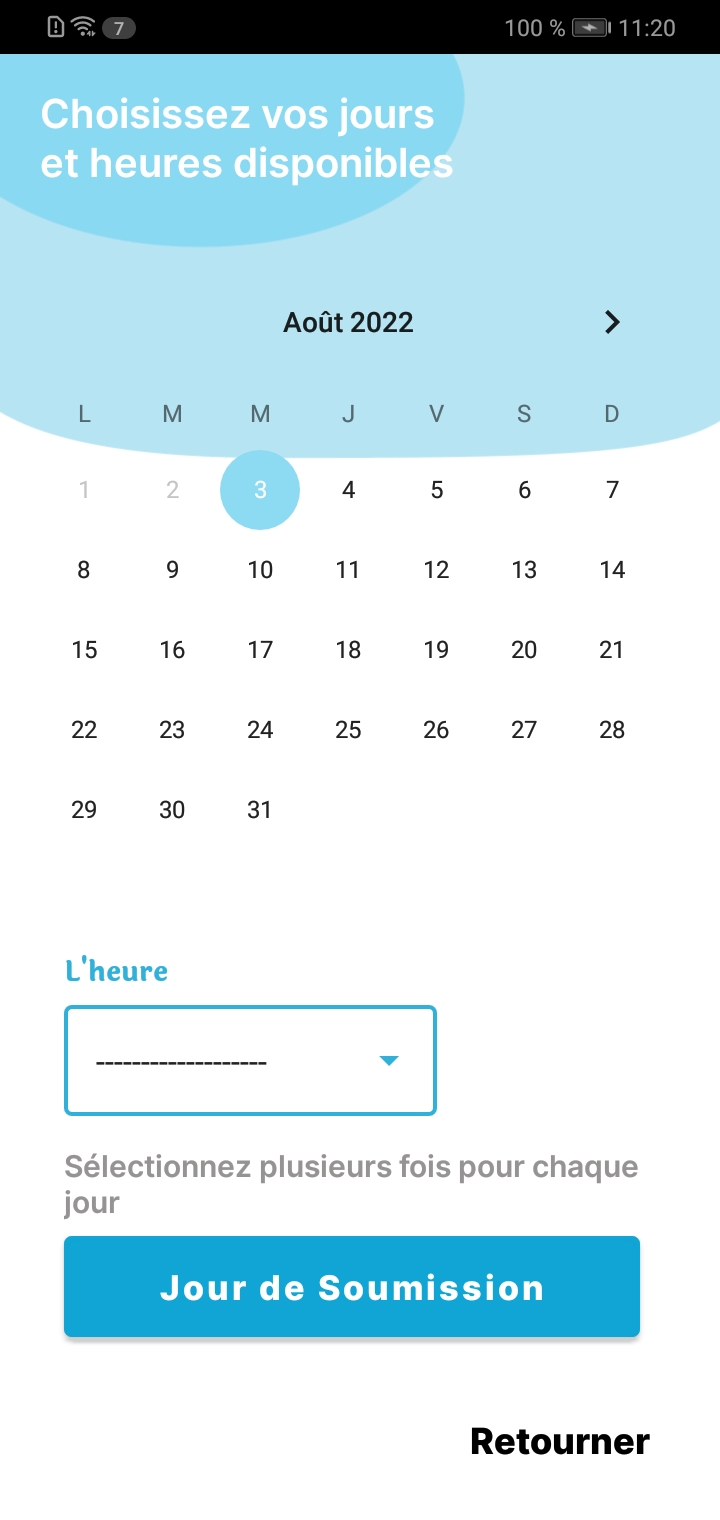 7 100 % 11:20
Choisissez vos jours
et heures disponibles
Août 2022
L M M J V S D
1 2 3 4 5 6 7
8 9 10 11 12 13 14
15 16 17 18 19 20 21
22 23 24 25 26 27 28
29 30 31
L'heure
-------------------
Sélectionnez plusieurs fois pour chaque
jour
Jour de Soumission
Retourner